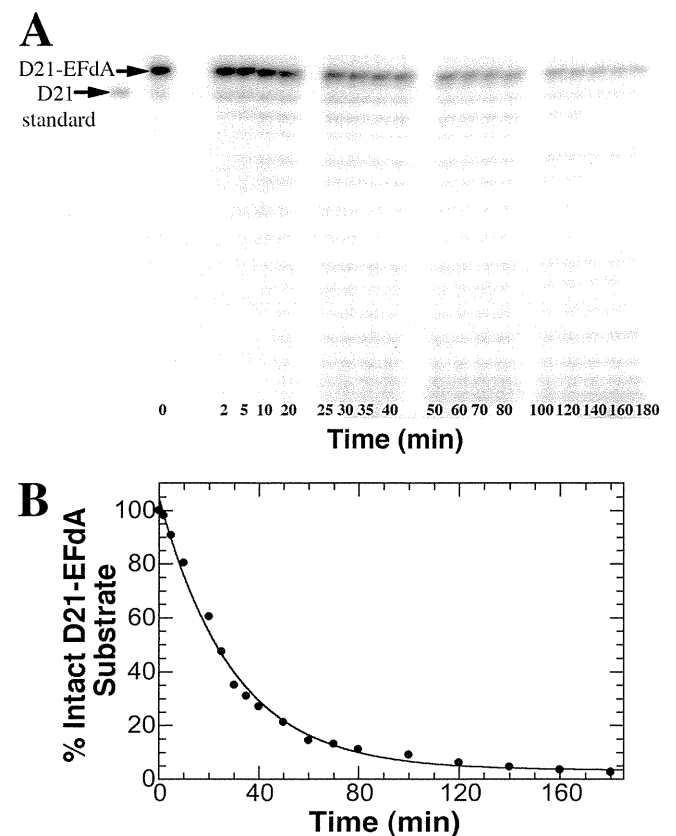 A
D21-EFdA
D21
standard
0 2 5 10 20 25 30 35 40 50 60 70 80 100 120 140 160 180
Time (min)
B
% Intact D21-EFdA
Substrate
100
80
60
40
20
0
0 40 80 120 160
Time (min)